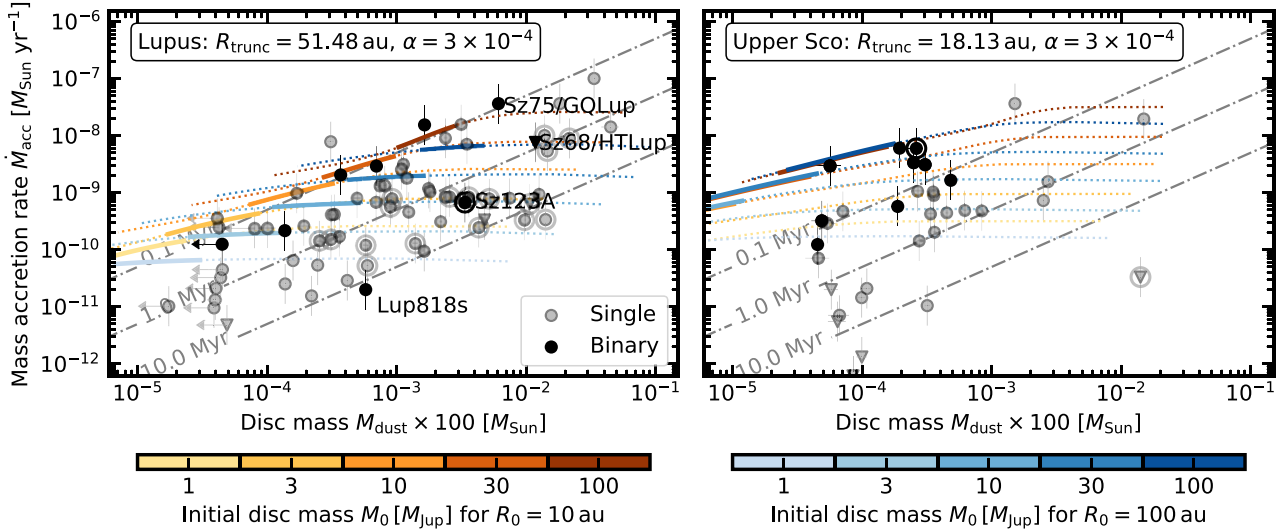 Lupus: R_trunc = 51.48 au, α = 3 × 10⁻⁴
Upper Sco: R_trunc = 18.13 au, α = 3 × 10⁻⁴
Mass accretion rate Ṁ_acc [M_Sun yr⁻¹]
10⁻⁶
10⁻⁷
10⁻⁸
10⁻⁹
10⁻¹⁰
10⁻¹¹
10⁻¹²
Sz75/GQLup
Sz68/HTLup
Sz123A
Lup818s
0.1 Myr
1.0 Myr
10.0 Myr
Single
Binary
0.1 Myr
1.0 Myr
10.0 Myr
10⁻⁵ 10⁻⁴ 10⁻³ 10⁻² 10⁻¹
10⁻⁵ 10⁻⁴ 10⁻³ 10⁻² 10⁻¹
Disc mass M_dust × 100 [M_Sun]
Disc mass M_dust × 100 [M_Sun]
1 3 10 30 100
1 3 10 30 100
Initial disc mass M₀ [M_Jup] for R₀ = 10 au
Initial disc mass M₀ [M_Jup] for R₀ = 100 au